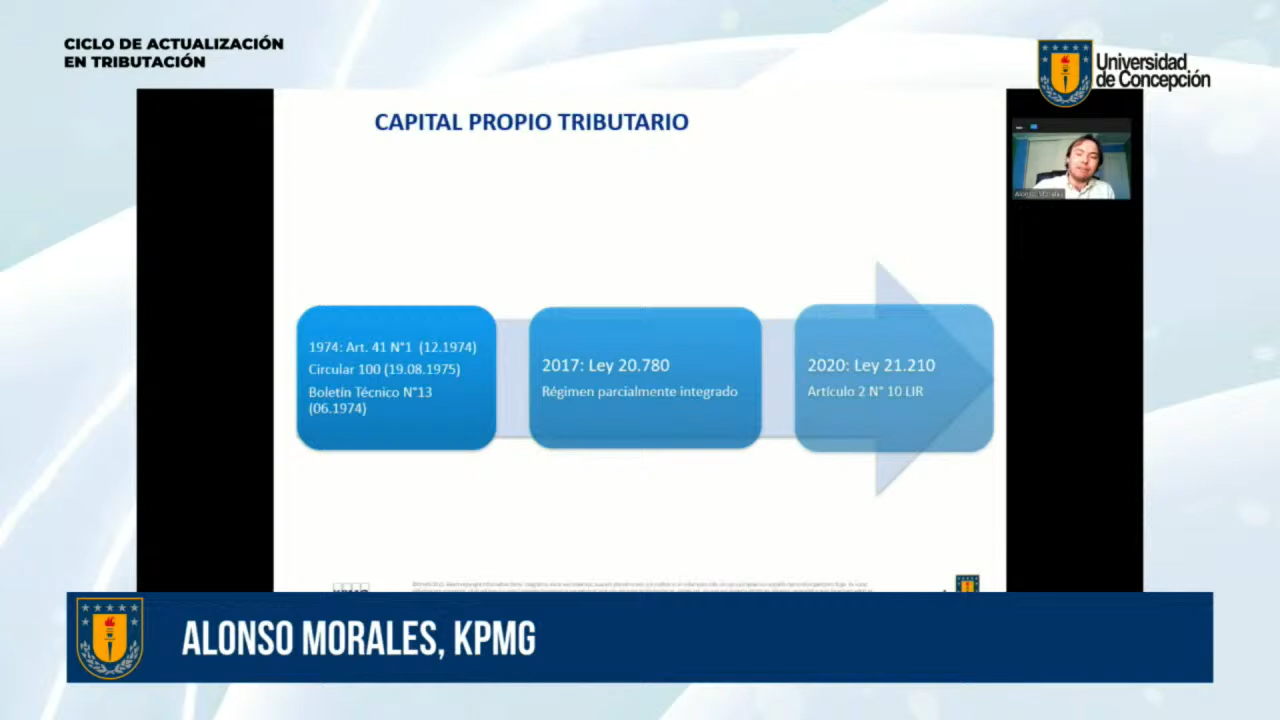 CICLO DE ACTUALIZACIÓN
EN TRIBUTACIÓN
Universidad
de Concepción
CAPITAL PROPIO TRIBUTARIO
Alonso Morales
1974: Art. 41 N°1 (12.1974)
Circular 100 (19.08.1975)
Boletín Técnico N°13
(06.1974)
2017: Ley 20.780
Régimen parcialmente integrado
2020: Ley 21.210
Artículo 2 N° 10 LIR
ALONSO MORALES, KPMG